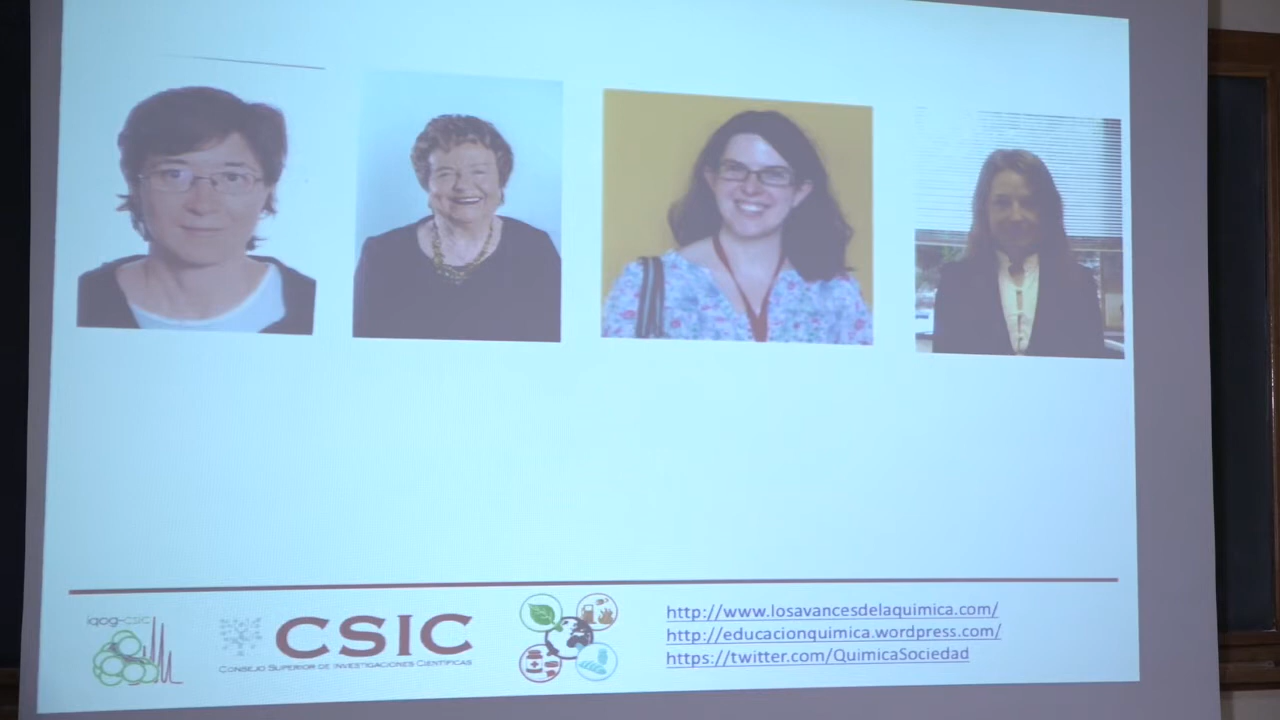 iqog-csic
CSIC
CONSEJO SUPERIOR DE INVESTIGACIONES CIENTÍFICAS
http://www.losavancesdelaquimica.com/
http://educacionquimica.wordpress.com/
https://twitter.com/QuimicaSociedad